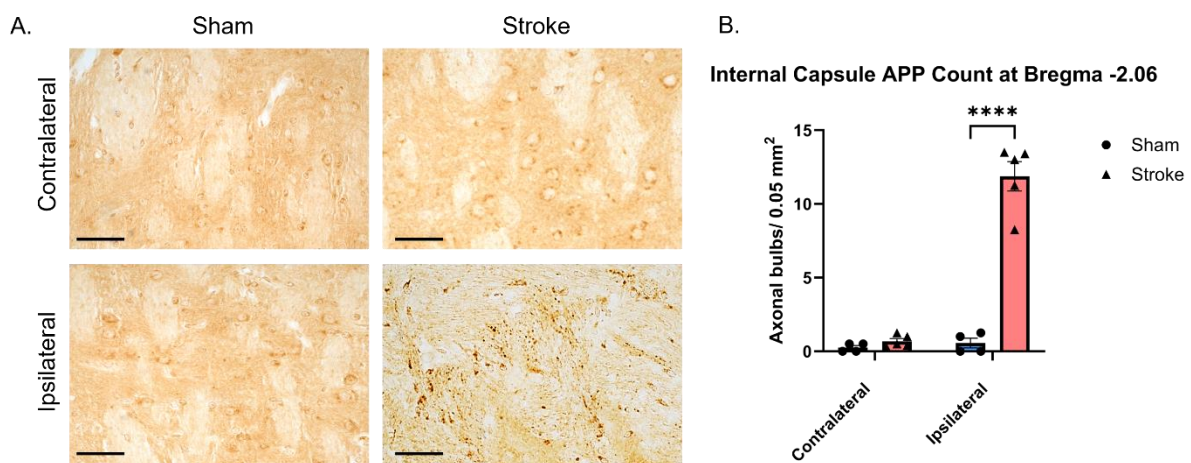 A.
Sham
Stroke
Contralateral
Ipsilateral
B.
Internal Capsule APP Count at Bregma -2.06
****
Axonal bulbs/ 0.05 mm²
15
10
5
0
Contralateral
Ipsilateral
Sham
Stroke